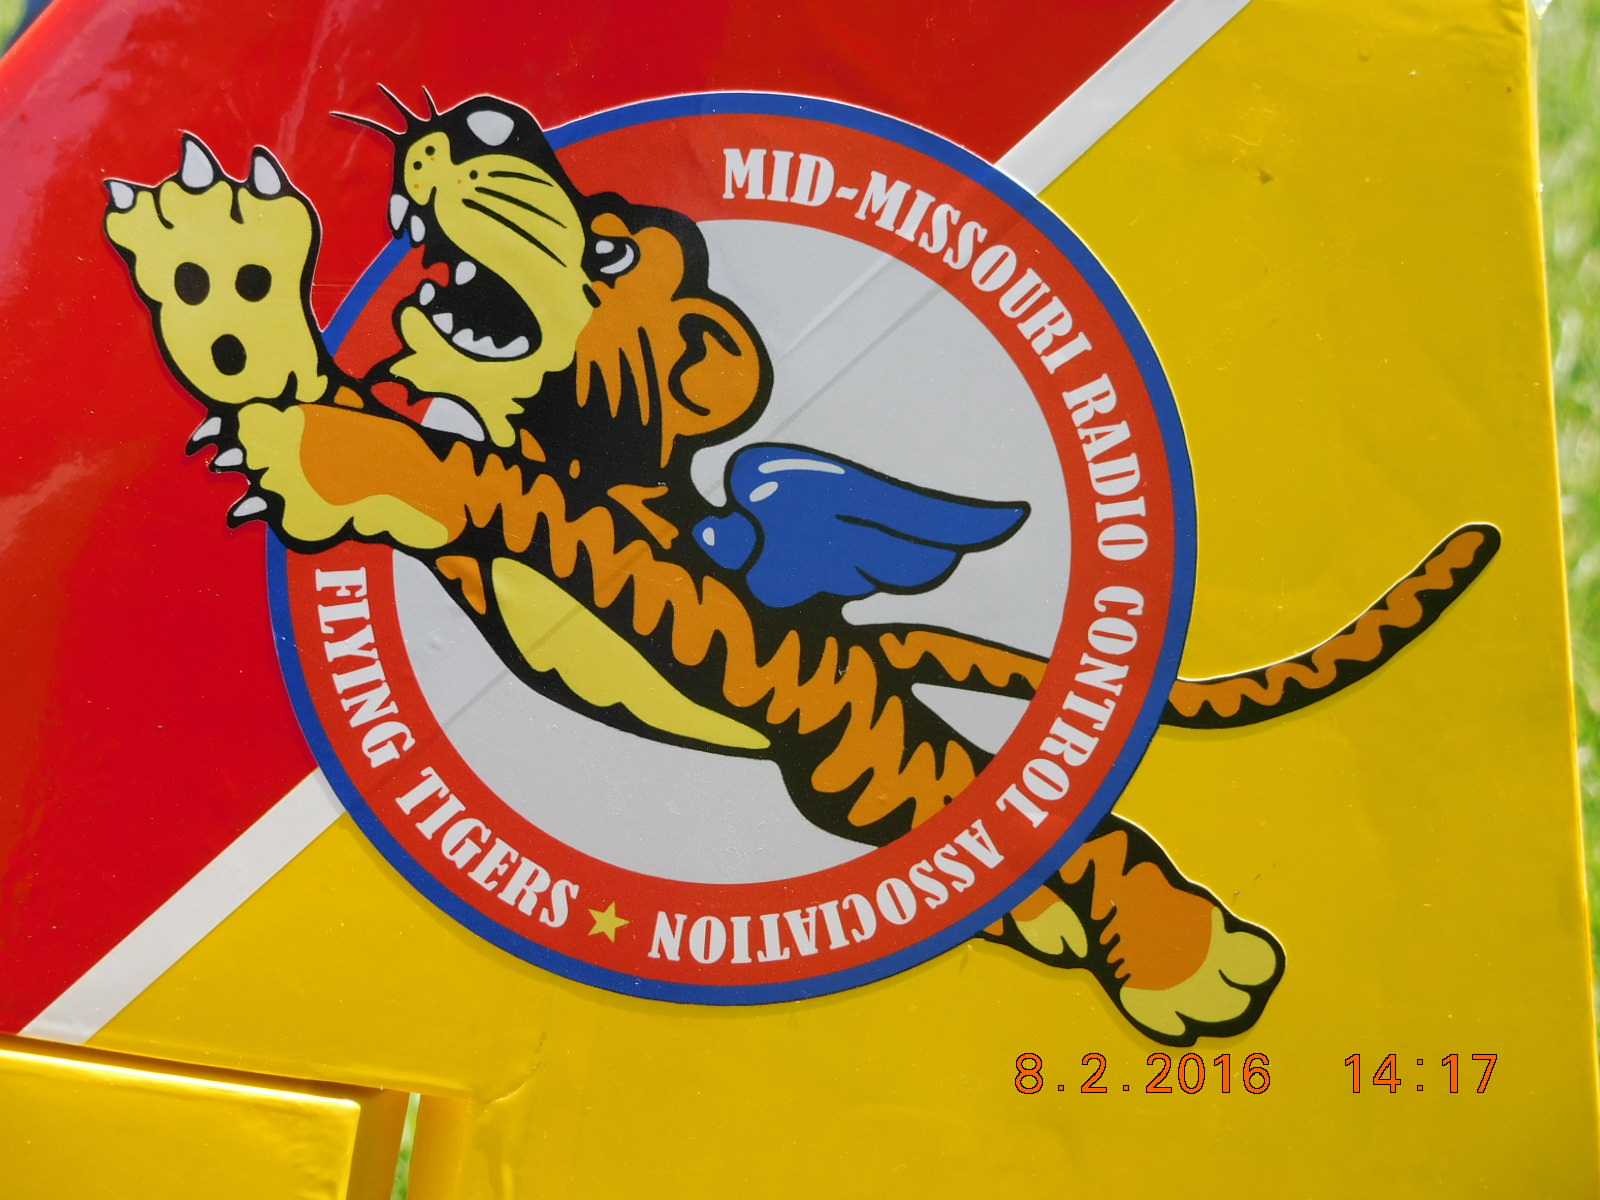 MID-MISSOURI RADIO CONTROL ASSOCIATION
FLYING TIGERS
8.2.2016 14:17